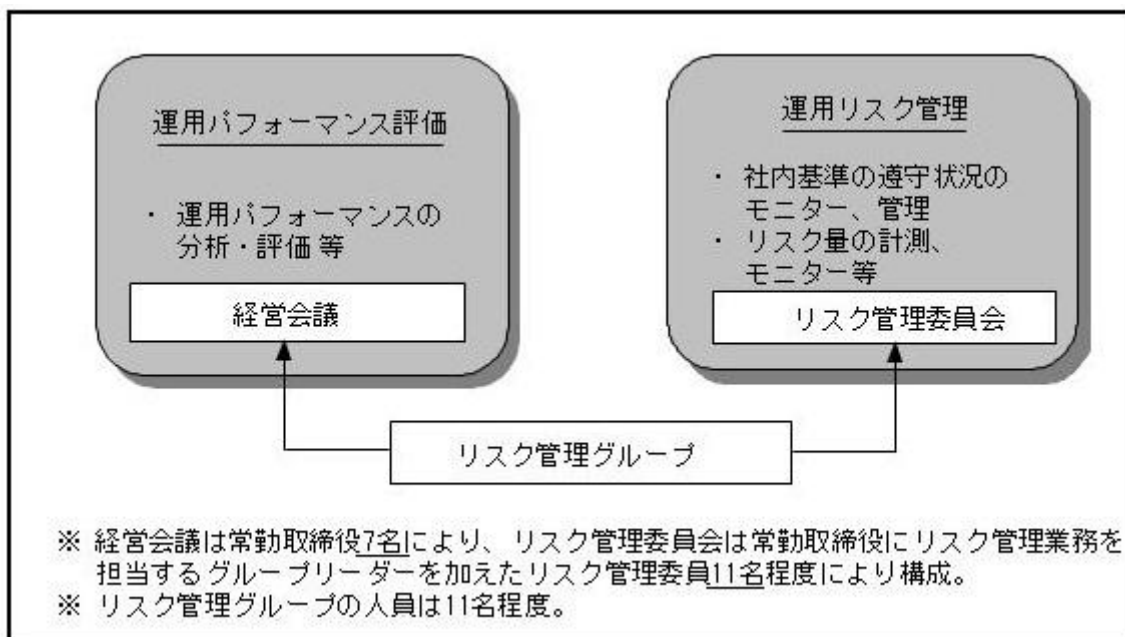 運用パフォーマンス評価
・ 運用パフォーマンスの
分析・評価 等
経営会議
運用リスク管理
・ 社内基準の遵守状況の
モニター、管理
・ リスク量の計測、
モニター等
リスク管理委員会
リスク管理グループ
※ 経営会議は常勤取締役7名により、リスク管理委員会は常勤取締役にリスク管理業務を
担当するグループリーダーを加えたリスク管理委員11名程度により構成。
※ リスク管理グループの人員は11名程度。